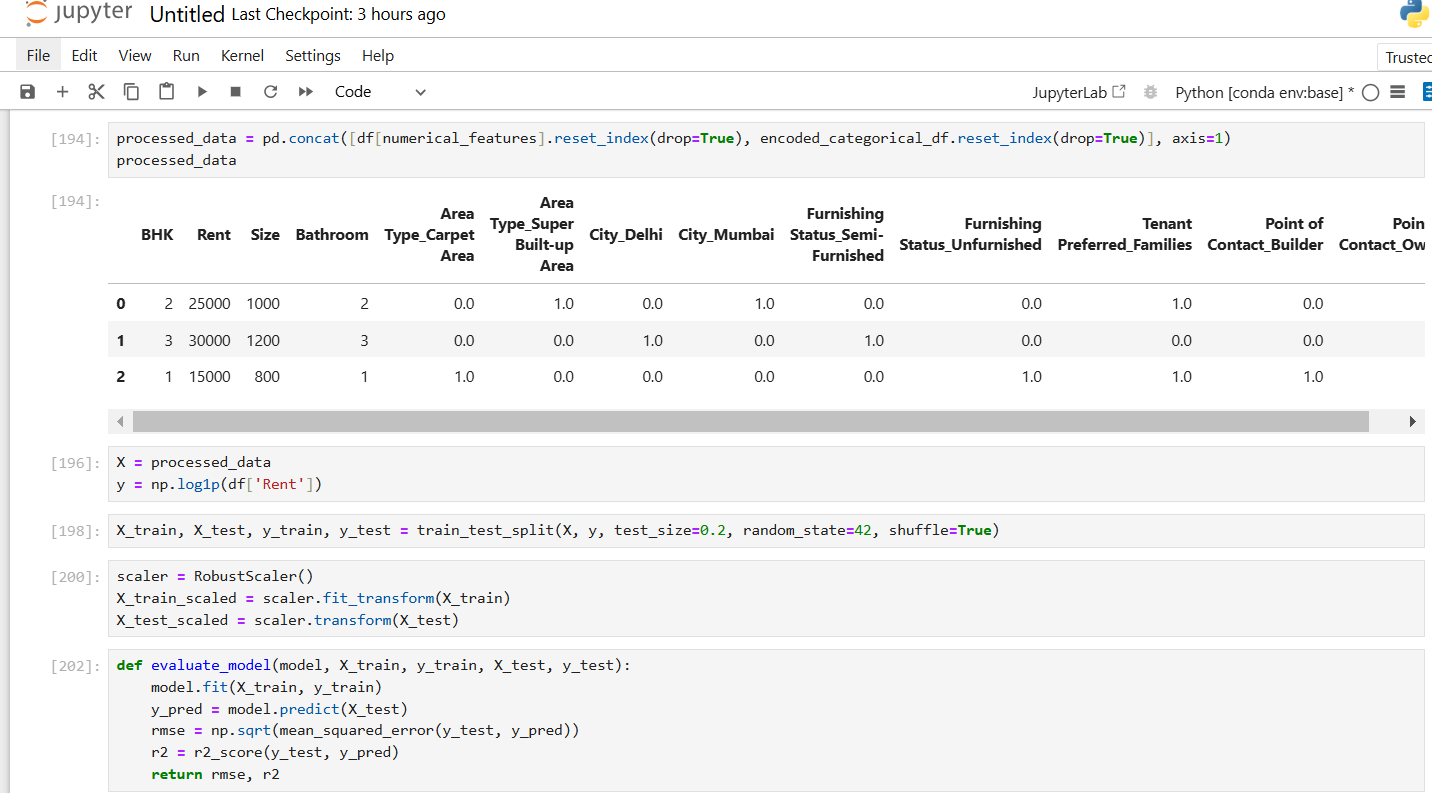 jupyter Untitled Last Checkpoint: 3 hours ago
File Edit View Run Kernel Settings Help
Trusted
Code
JupyterLab
Python [conda env:base] *
[194]:
processed_data = pd.concat([df[numerical_features].reset_index(drop=True), encoded_categorical_df.reset_index(drop=True)], axis=1)
processed_data
[194]:
BHK Rent Size Bathroom Area Type_Carpet Area Area Type_Super Built-up Area City_Delhi City_Mumbai Furnishing Status_Semi-Furnished Furnishing Status_Unfurnished Tenant Preferred_Families Point of Contact_Builder Poin Contact_Ow
0 2 25000 1000 2 0.0 1.0 0.0 1.0 0.0 0.0 1.0 0.0
1 3 30000 1200 3 0.0 0.0 1.0 0.0 1.0 0.0 0.0 0.0
2 1 15000 800 1 1.0 0.0 0.0 0.0 0.0 1.0 1.0 1.0
[196]:
X = processed_data
y = np.log1p(df['Rent'])
[198]:
X_train, X_test, y_train, y_test = train_test_split(X, y, test_size=0.2, random_state=42, shuffle=True)
[200]:
scaler = RobustScaler()
X_train_scaled = scaler.fit_transform(X_train)
X_test_scaled = scaler.transform(X_test)
[202]:
def evaluate_model(model, X_train, y_train, X_test, y_test):
    model.fit(X_train, y_train)
    y_pred = model.predict(X_test)
    rmse = np.sqrt(mean_squared_error(y_test, y_pred))
    r2 = r2_score(y_test, y_pred)
    return rmse, r2